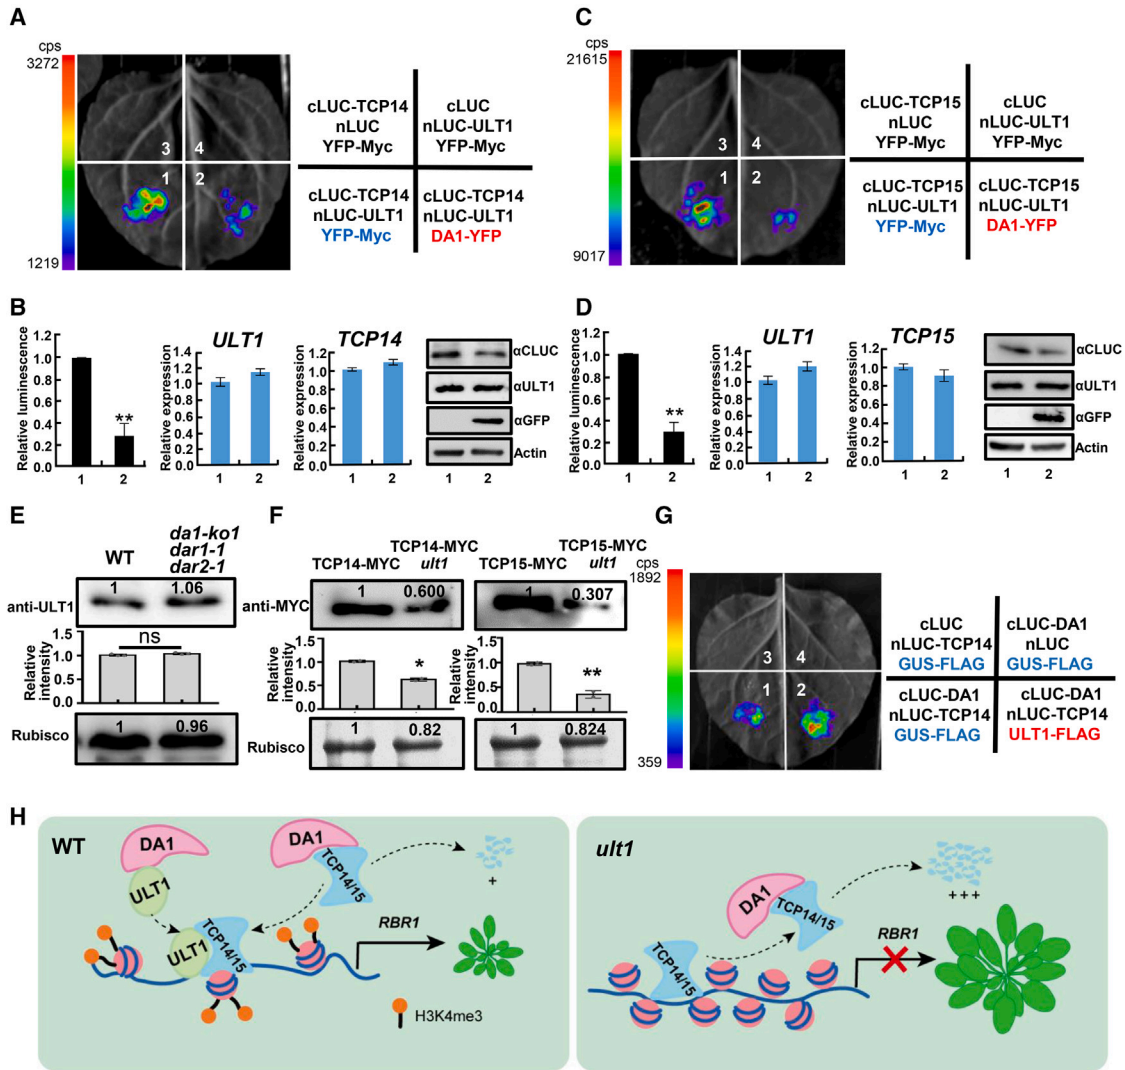 A
cps
3272
1219
3 4
1 2
cLUC-TCP14
nLUC
YFP-Myc
cLUC
nLUC-ULT1
YFP-Myc
cLUC-TCP14
nLUC-ULT1
YFP-Myc
cLUC-TCP14
nLUC-ULT1
DA1-YFP
C
cps
21615
9017
3 4
1 2
cLUC-TCP15
nLUC
YFP-Myc
cLUC
nLUC-ULT1
YFP-Myc
cLUC-TCP15
nLUC-ULT1
YFP-Myc
cLUC-TCP15
nLUC-ULT1
DA1-YFP
B
Relative luminescence
1.2
1.0
0.8
0.6
0.4
0.2
0.0
**
1 2
ULT1
Relative expression
1.4
1.2
1.0
0.8
0.6
0.4
0.2
0.0
1 2
TCP14
Relative expression
1.2
1.0
0.8
0.6
0.4
0.2
0.0
1 2
αCLUC
αULT1
αGFP
Actin
1 2
D
Relative luminescence
1.2
1.0
0.8
0.6
0.4
0.2
0.0
**
1 2
ULT1
Relative expression
1.4
1.2
1.0
0.8
0.6
0.4
0.2
0.0
1 2
TCP15
Relative expression
1.2
1.0
0.8
0.6
0.4
0.2
0.0
1 2
αCLUC
αULT1
αGFP
Actin
1 2
E
WT
da1-ko1
dar1-1
dar2-1
anti-ULT1
1 1.06
Relative
intensity
1.5
1.0
0.5
0.0
ns
Rubisco
1 0.96
F
TCP14-MYC
TCP14-MYC
ult1
TCP15-MYC
TCP15-MYC
ult1
anti-MYC
1 0.600
1 0.307
Relative
intensity
1.5
1.0
0.5
0.0
*
Relative
intensity
1.5
1.0
0.5
0.0
**
Rubisco
1 0.82
1 0.824
G
cps
1892
359
3 4
1 2
cLUC
nLUC-TCP14
GUS-FLAG
cLUC-DA1
nLUC
GUS-FLAG
cLUC-DA1
nLUC-TCP14
GUS-FLAG
cLUC-DA1
nLUC-TCP14
ULT1-FLAG
H
WT
DA1
ULT1
DA1
TCP14/15
+
ULT1
TCP14/15
RBR1
H3K4me3
ult1
DA1
TCP14/15
+++
TCP14/15
RBR1